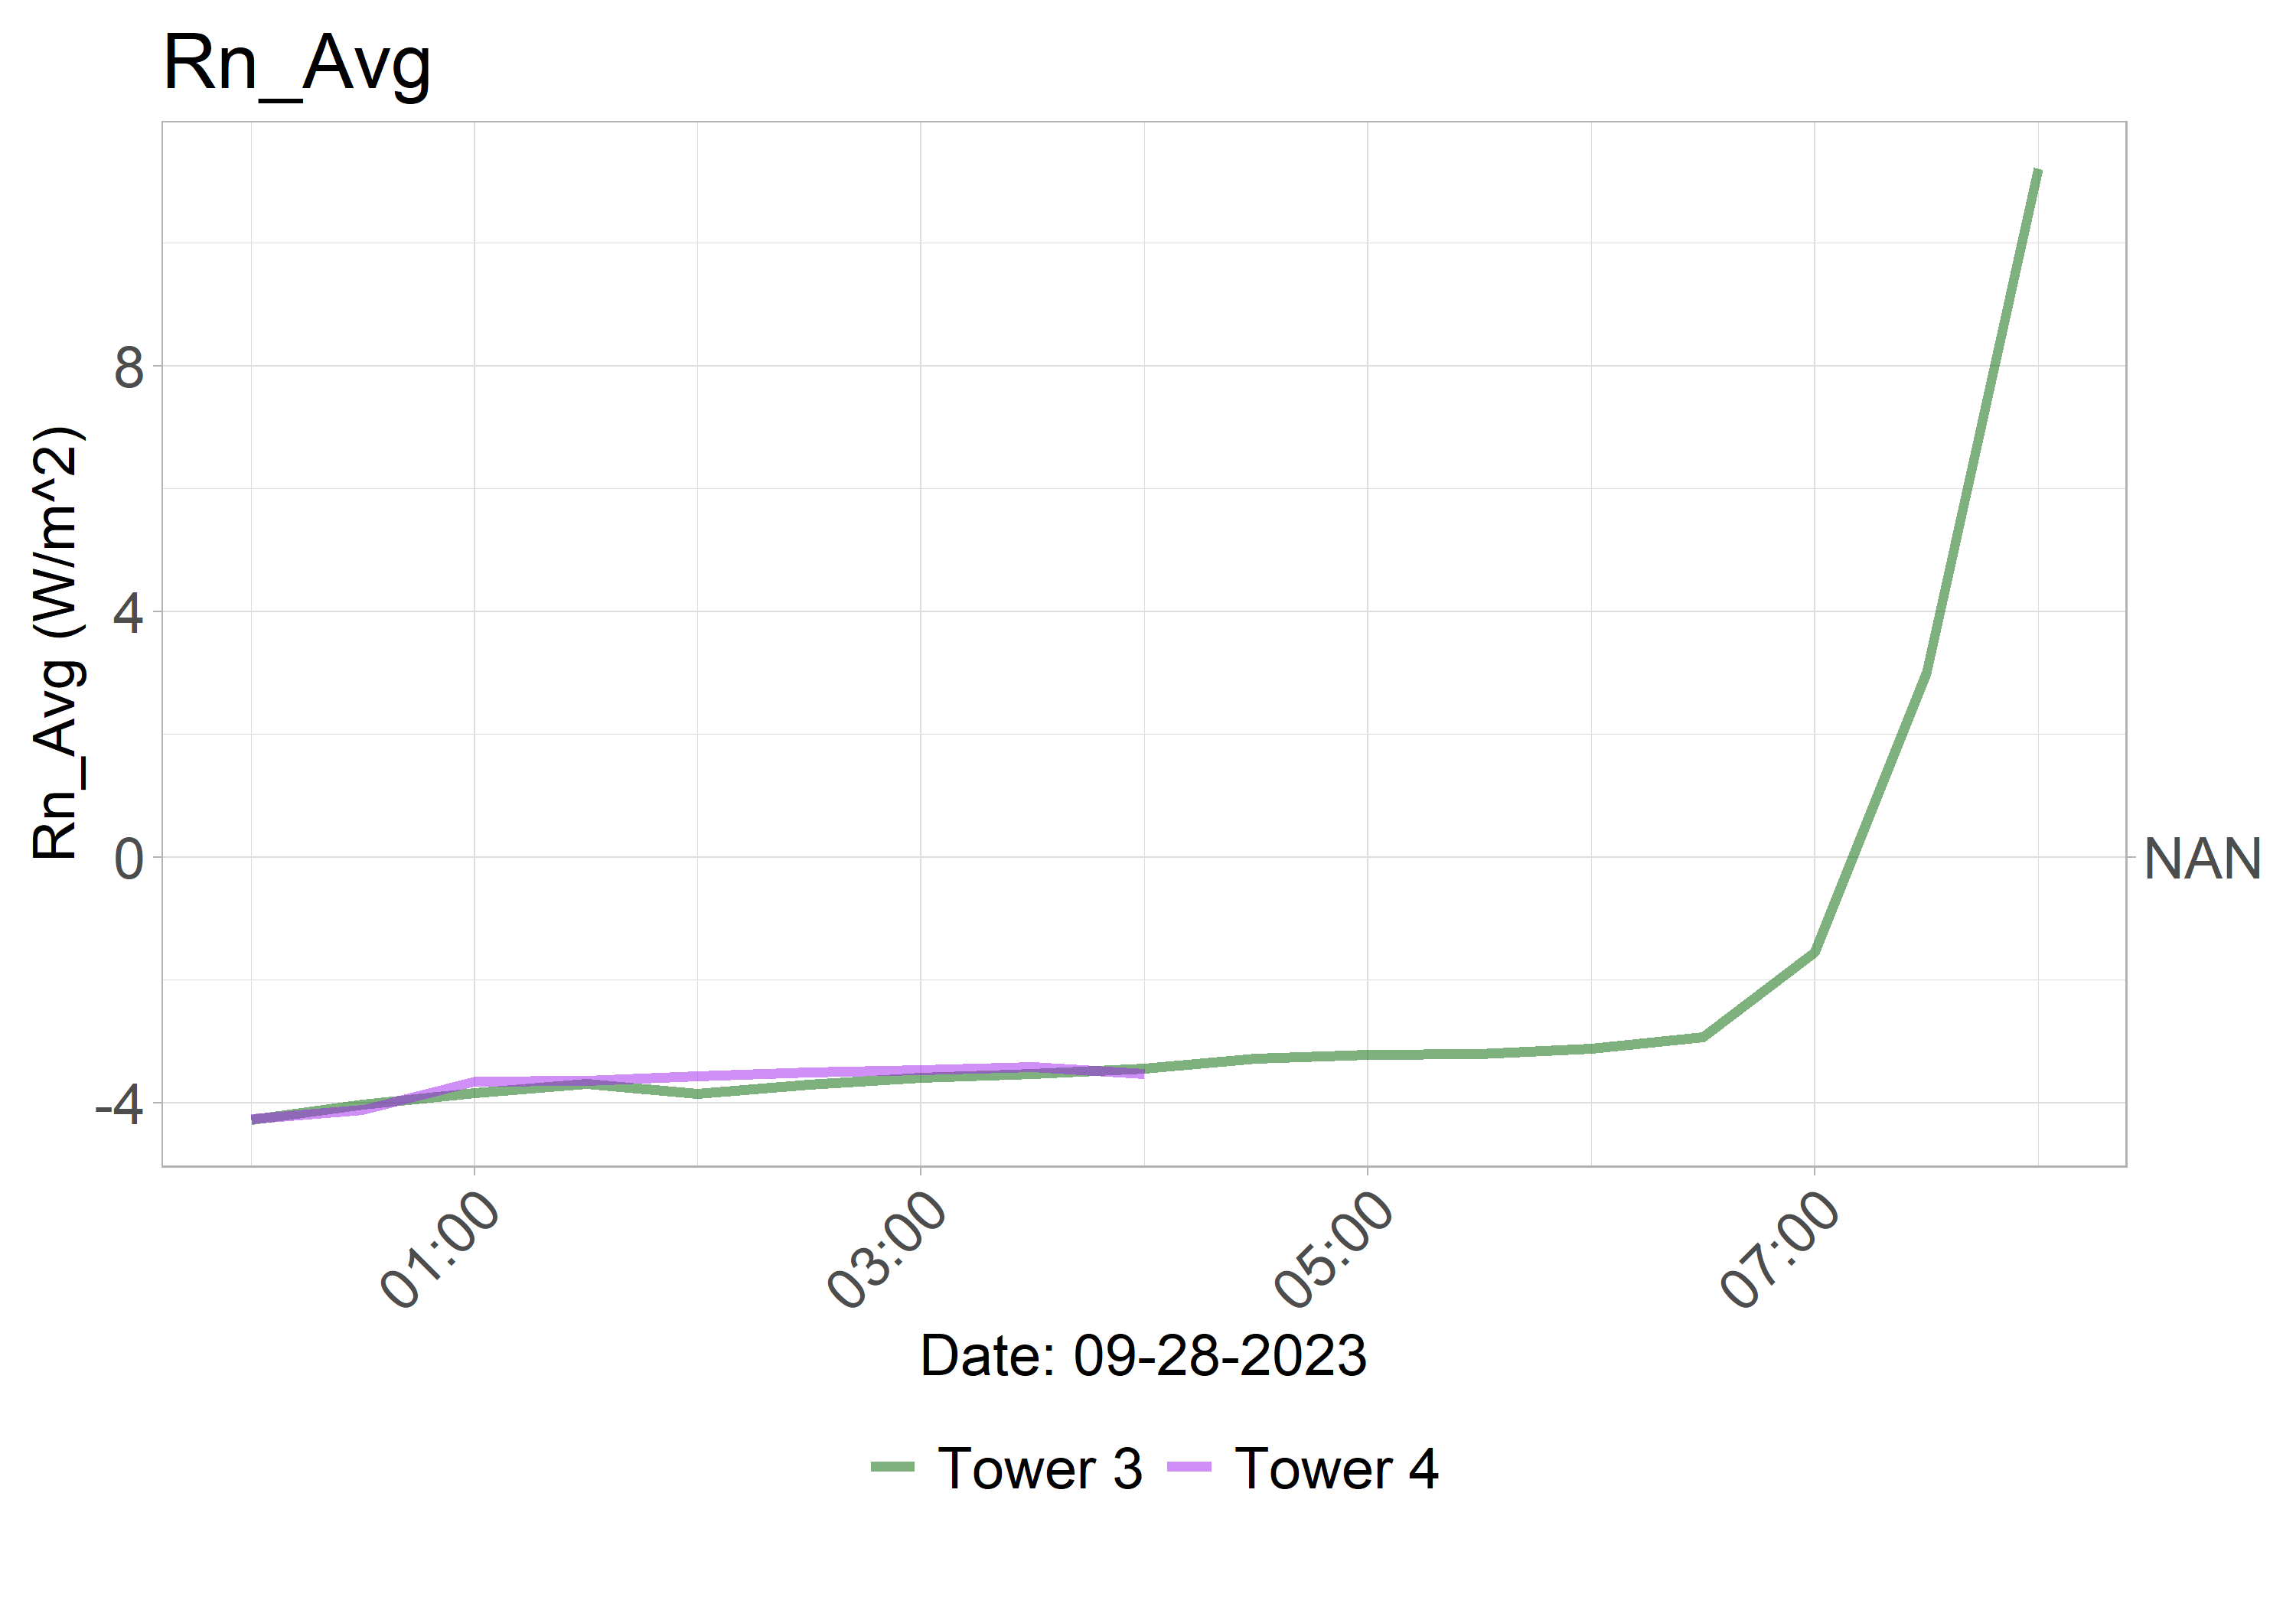 Rn_Avg
Rn_Avg (W/m^2)
8
4
0
-4
NAN
01:00
03:00
05:00
07:00
Date: 09-28-2023
Tower 3
Tower 4